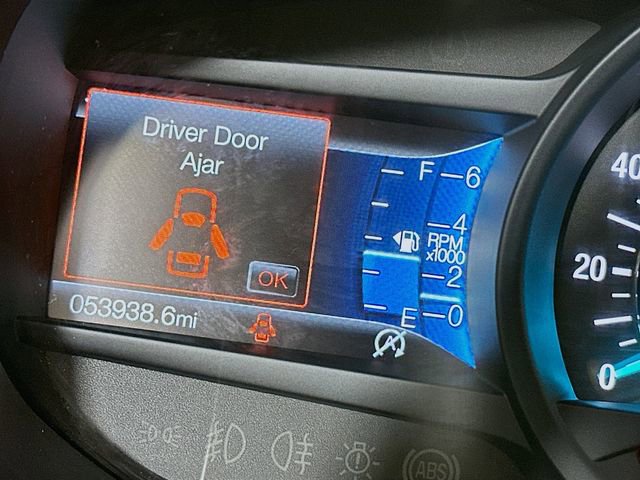 Driver Door
Ajar
OK
053938.6mi
F
E
6
4
RPM
x1000
2
0
40
20
0
ABS